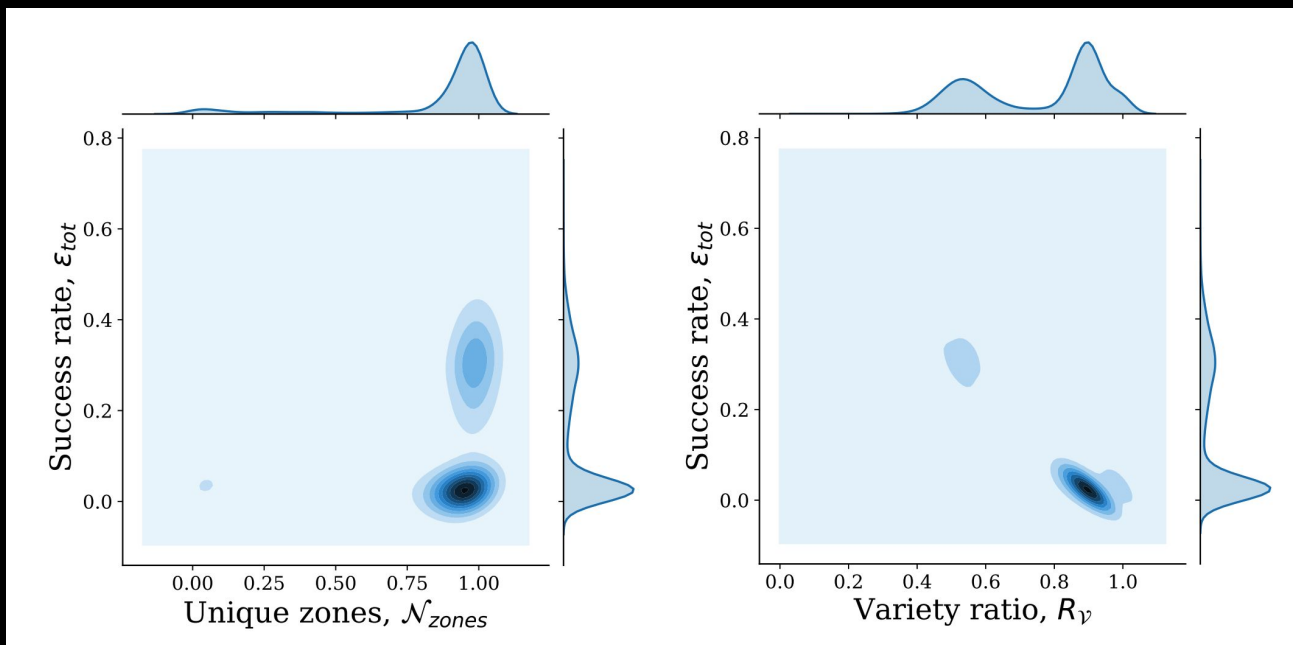 0.8
0.6
0.4
0.2
0.0
Success rate, ε_tot
0.00 0.25 0.50 0.75 1.00
Unique zones, 𝒩_zones
0.8
0.6
0.4
0.2
0.0
Success rate, ε_tot
0.0 0.2 0.4 0.6 0.8 1.0
Variety ratio, R_𝒱